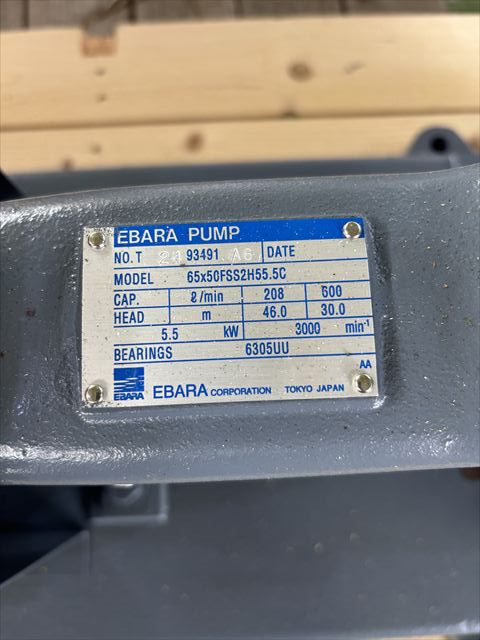 EBARA PUMP
NO. T 24 93491 A6 DATE
MODEL 65x50FSS2H55.5C
CAP. ℓ/min 208 600
HEAD m 46.0 30.0
5.5 kW 3000 min⁻¹
BEARINGS 6305UU
AA
EBARA
EBARA CORPORATION TOKYO JAPAN